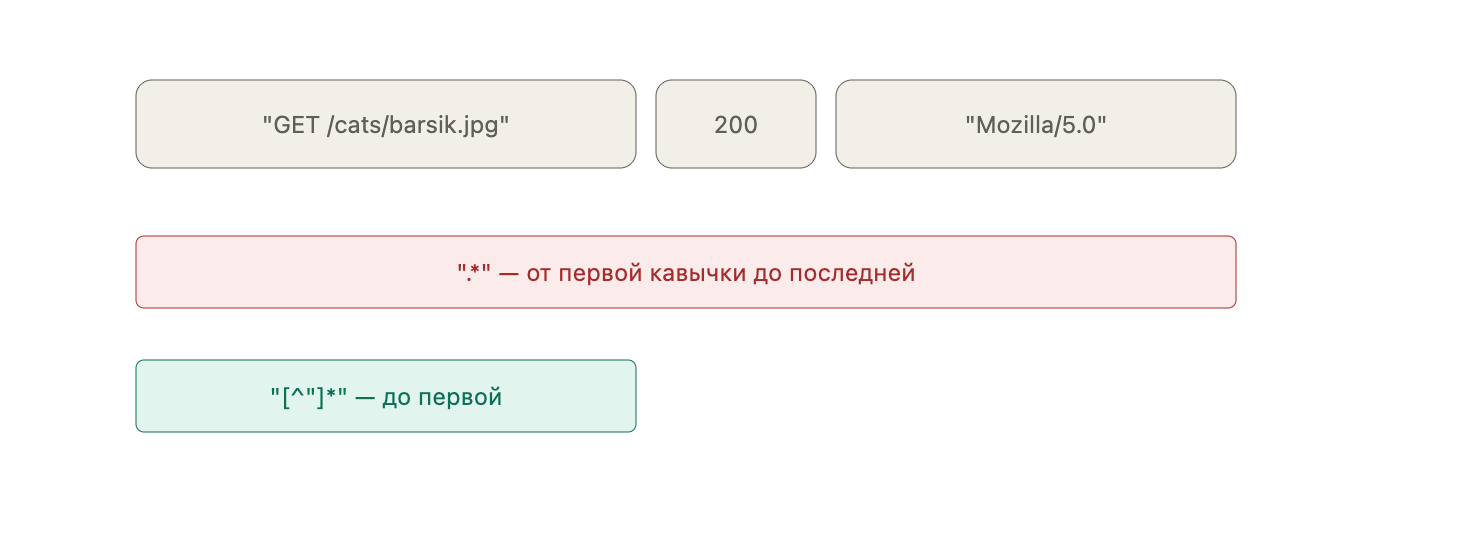 "GET /cats/barsik.jpg" 200 "Mozilla/5.0"
".*" — от первой кавычки до последней
"[^"]*" — до первой